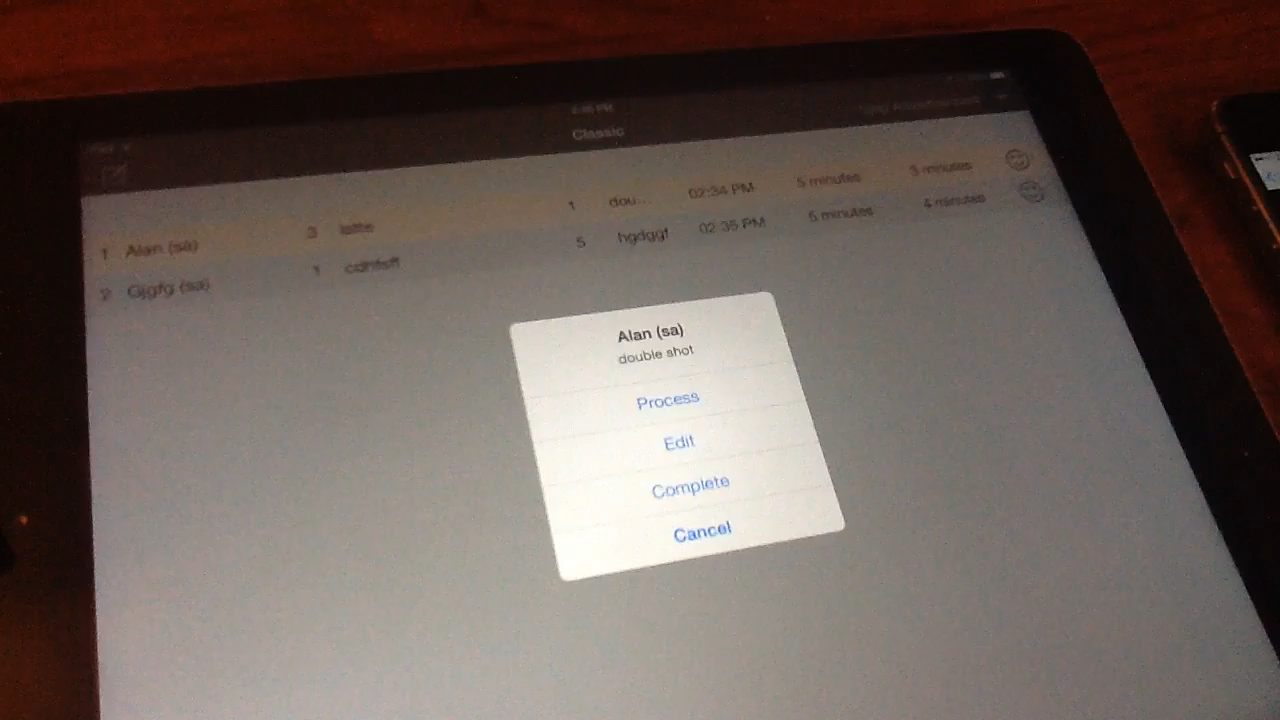 Classic
1 Alan (sa) 3 latte 1 dou... 02:34 PM 5 minutes 3 minutes
2 Gjgfg (sa) 1 5 hgdggf 02:35 PM 5 minutes 4 minutes
Alan (sa)
double shot
Process
Edit
Complete
Cancel